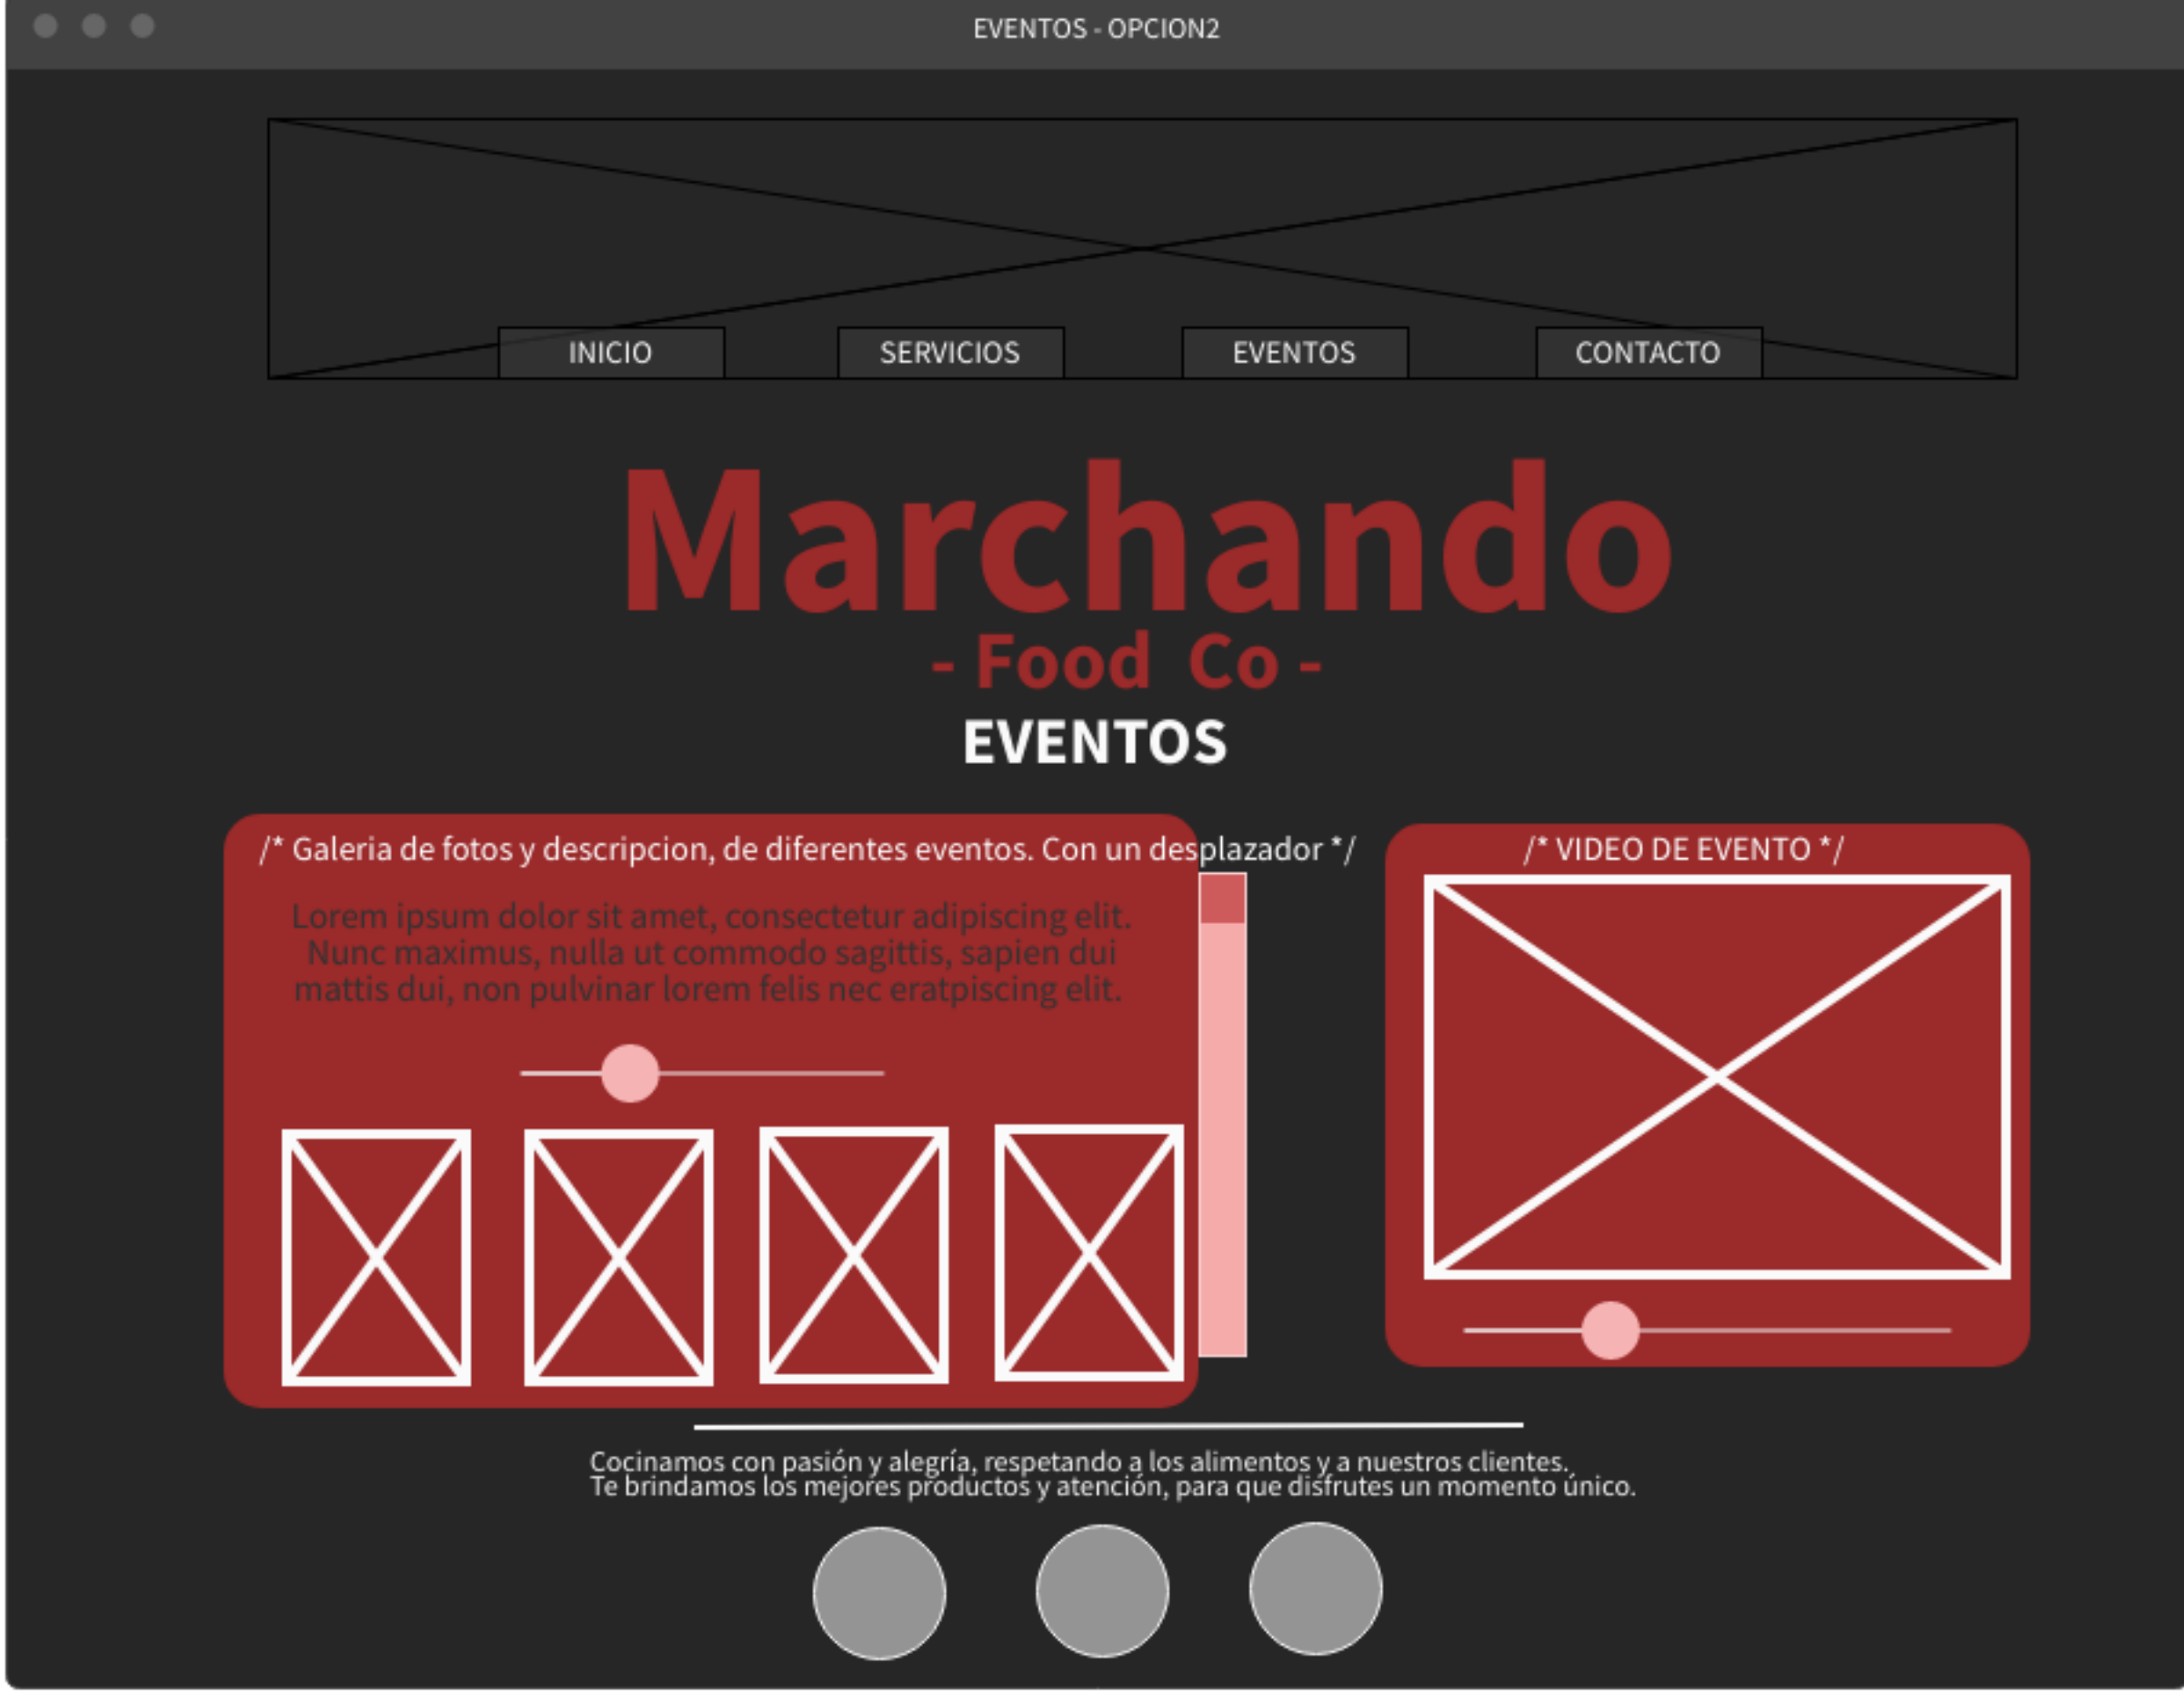 EVENTOS - OPCION2
INICIO
SERVICIOS
EVENTOS
CONTACTO
Marchando
- Food Co -
EVENTOS
/* Galeria de fotos y descripcion, de diferentes eventos. Con un desplazador */
Lorem ipsum dolor sit amet, consectetur adipiscing elit.
Nunc maximus, nulla ut commodo sagittis, sapien dui
mattis dui, non pulvinar lorem felis nec eratpiscing elit.
/* VIDEO DE EVENTO */
Cocinamos con pasión y alegría, respetando a los alimentos y a nuestros clientes.
Te brindamos los mejores productos y atención, para que disfrutes un momento único.